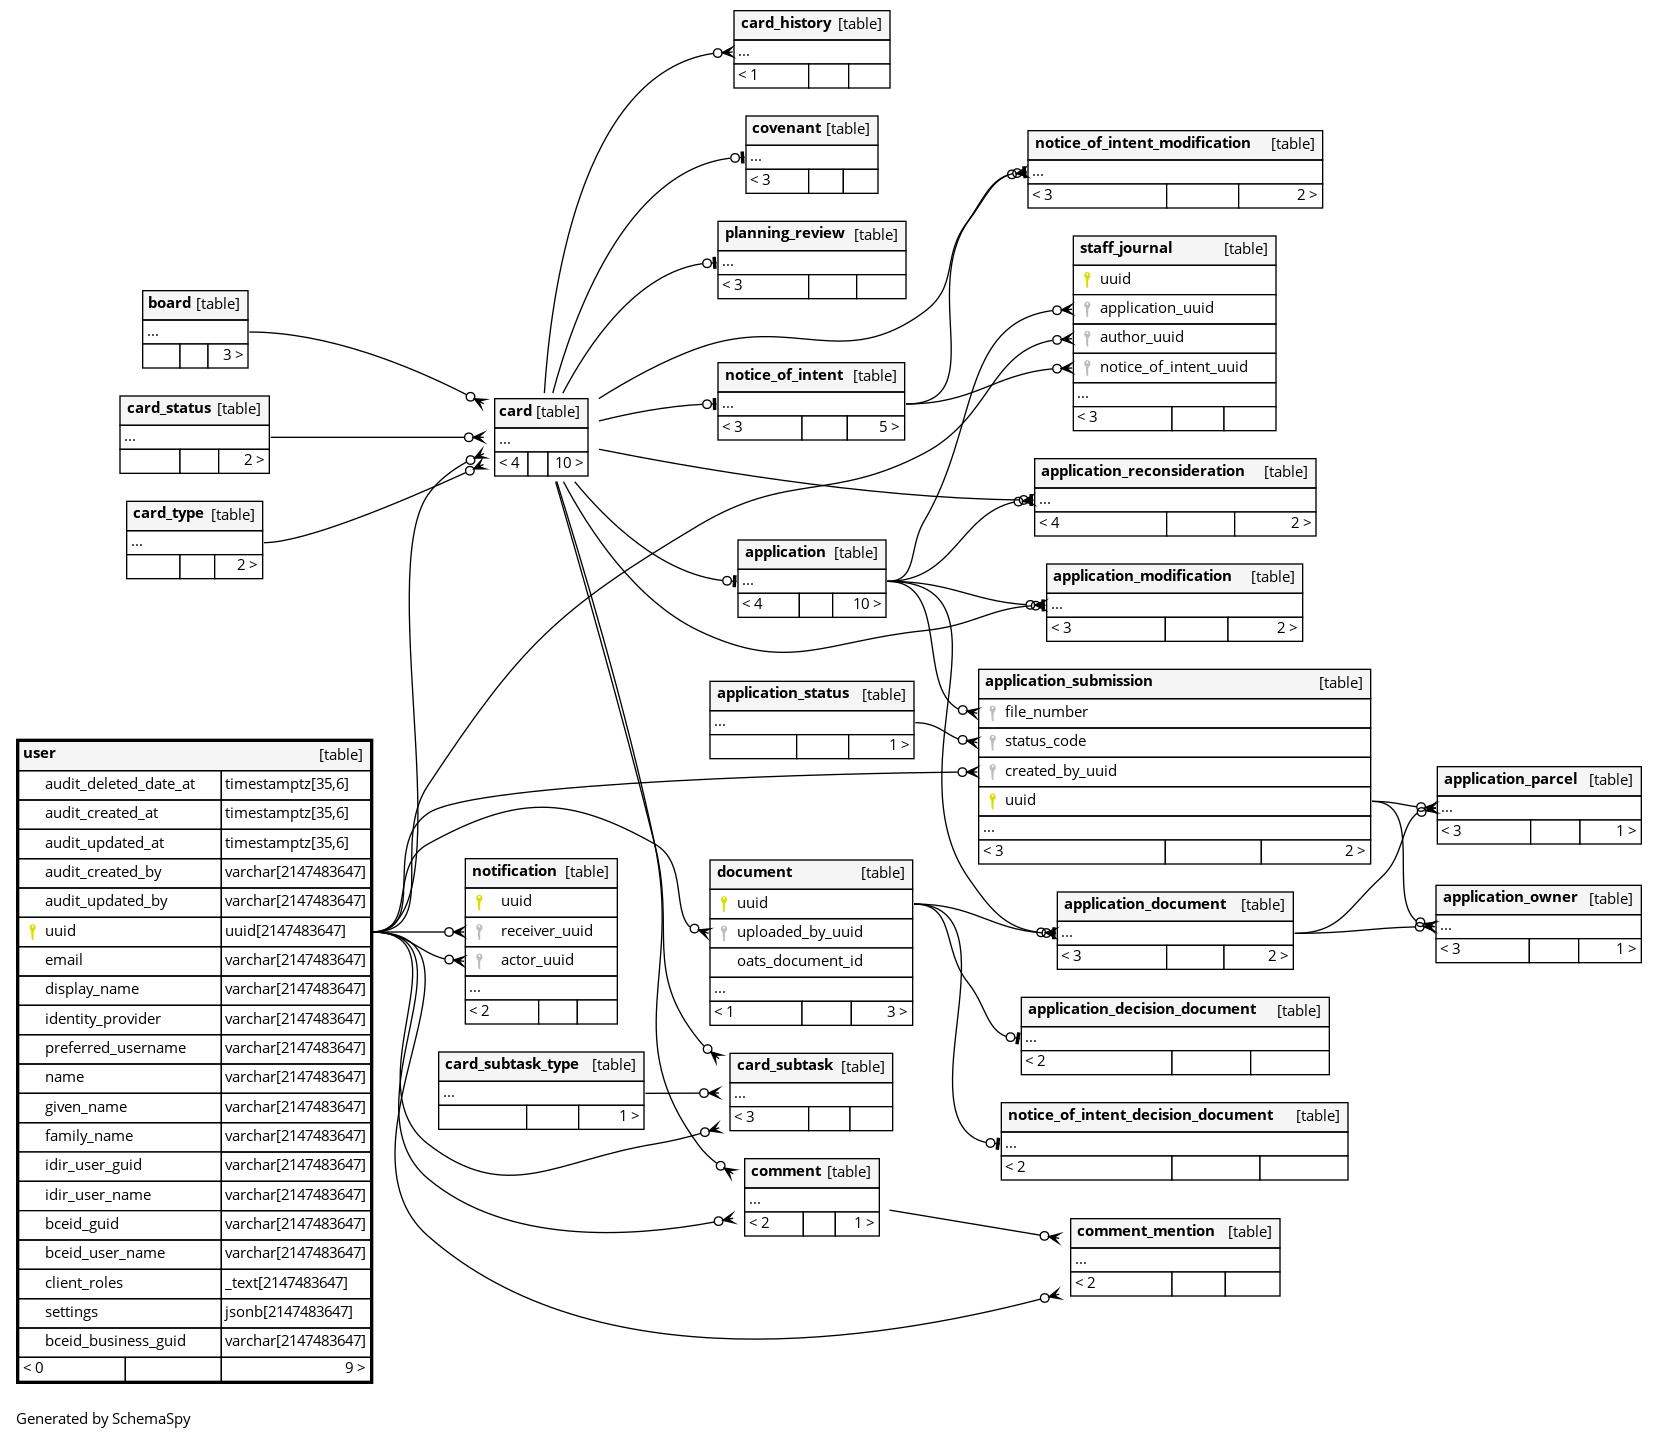 card_history [table]
...
< 1
covenant [table]
...
< 3
notice_of_intent_modification [table]
...
< 3 2 >
planning_review [table]
...
< 3
staff_journal [table]
uuid
application_uuid
author_uuid
notice_of_intent_uuid
...
< 3
board [table]
...
3 >
notice_of_intent [table]
...
< 3 5 >
card_status [table]
...
2 >
card [table]
...
< 4 10 >
application_reconsideration [table]
...
< 4 2 >
card_type [table]
...
2 >
application [table]
...
< 4 10 >
application_modification [table]
...
< 3 2 >
application_status [table]
...
1 >
application_submission [table]
file_number
status_code
created_by_uuid
uuid
...
< 3 2 >
application_parcel [table]
...
< 3 1 >
user [table]
audit_deleted_date_at timestamptz[35,6]
audit_created_at timestamptz[35,6]
audit_updated_at timestamptz[35,6]
audit_created_by varchar[2147483647]
audit_updated_by varchar[2147483647]
uuid uuid[2147483647]
email varchar[2147483647]
display_name varchar[2147483647]
identity_provider varchar[2147483647]
preferred_username varchar[2147483647]
name varchar[2147483647]
given_name varchar[2147483647]
family_name varchar[2147483647]
idir_user_guid varchar[2147483647]
idir_user_name varchar[2147483647]
bceid_guid varchar[2147483647]
bceid_user_name varchar[2147483647]
client_roles _text[2147483647]
settings jsonb[2147483647]
bceid_business_guid varchar[2147483647]
< 0 9 >
notification [table]
uuid
receiver_uuid
actor_uuid
...
< 2
document [table]
uuid
uploaded_by_uuid
oats_document_id
...
< 1 3 >
application_document [table]
...
< 3 2 >
application_owner [table]
...
< 3 1 >
application_decision_document [table]
...
< 2
card_subtask_type [table]
...
1 >
card_subtask [table]
...
< 3
notice_of_intent_decision_document [table]
...
< 2
comment [table]
...
< 2 1 >
comment_mention [table]
...
< 2
Generated by SchemaSpy